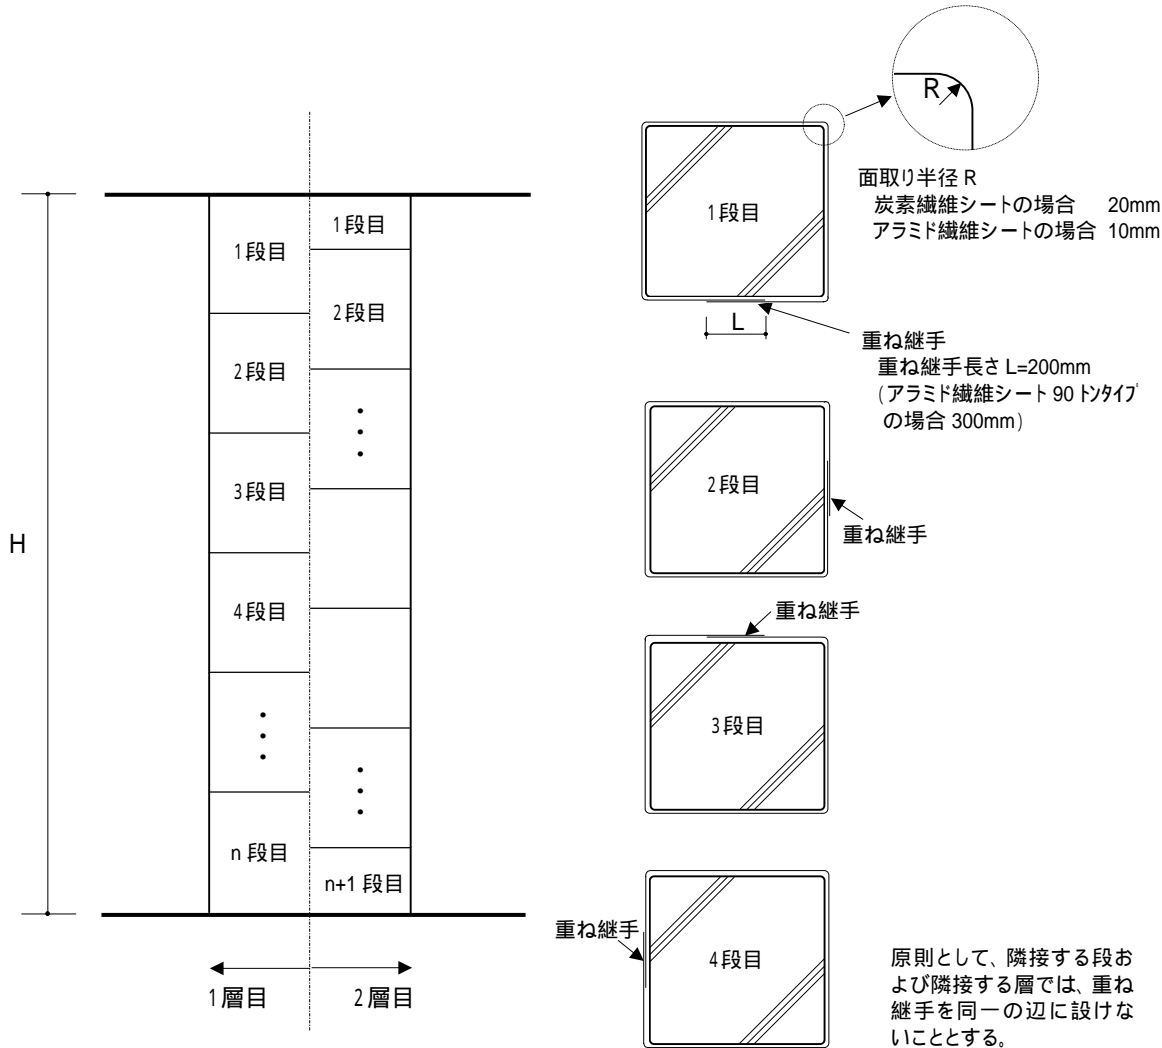 H
1段目
2段目
3段目
4段目
n 段目
1段目
2段目
n+1 段目
1層目
2層目
1段目
R
面取り半径 R
炭素繊維シートの場合 20mm
アラミド繊維シートの場合 10mm
L
重ね継手
重ね継手長さ L=200mm
(アラミド繊維シート 90 トンタイプ
の場合 300mm)
2段目
重ね継手
重ね継手
3段目
重ね継手
4段目
原則として、隣接する段お
よび隣接する層では、重ね
継手を同一の辺に設けな
いこととする。